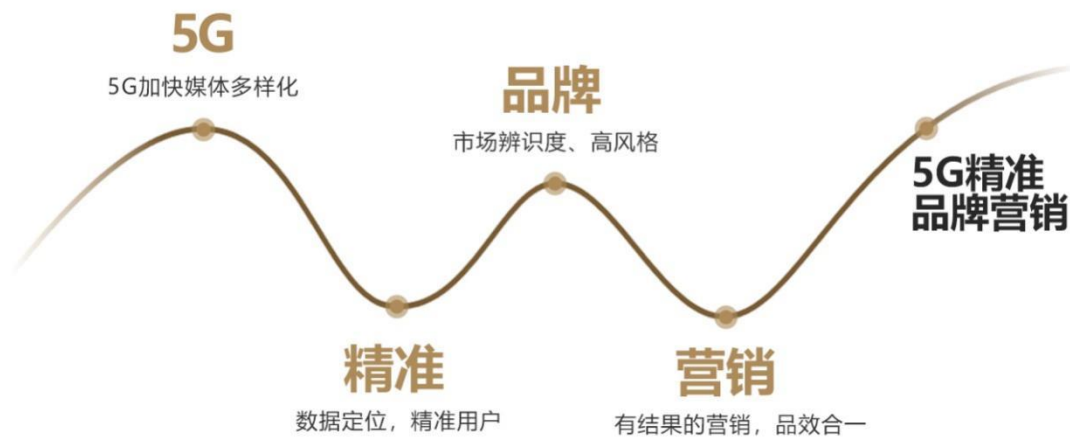 5G
5G加快媒体多样化
精准
数据定位，精准用户
品牌
市场辨识度、高风格
营销
有结果的营销，品效合一
5G精准
品牌营销